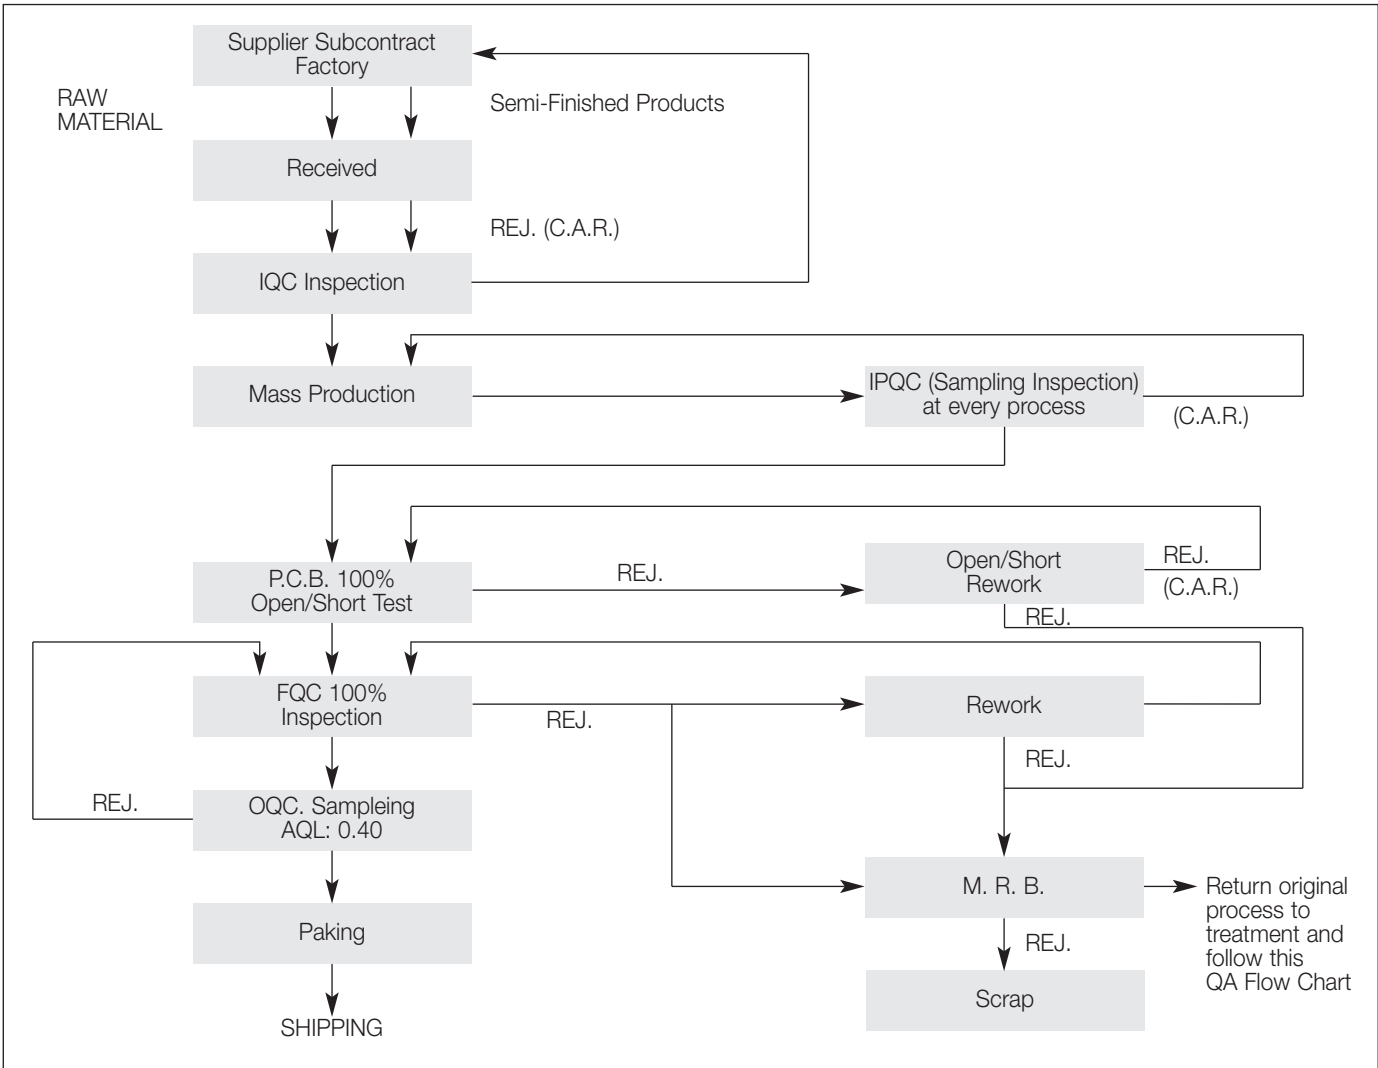 Supplier Subcontract
Factory
RAW
MATERIAL
Semi-Finished Products
Received
REJ. (C.A.R.)
IQC Inspection
Mass Production
IPQC (Sampling Inspection)
at every process
(C.A.R.)
P.C.B. 100%
Open/Short Test
REJ.
Open/Short
Rework
REJ.
(C.A.R.)
REJ.
FQC 100%
Inspection
REJ.
Rework
REJ.
REJ.
OQC. Sampleing
AQL: 0.40
M. R. B.
Return original
process to
treatment and
follow this
QA Flow Chart
Paking
REJ.
Scrap
SHIPPING